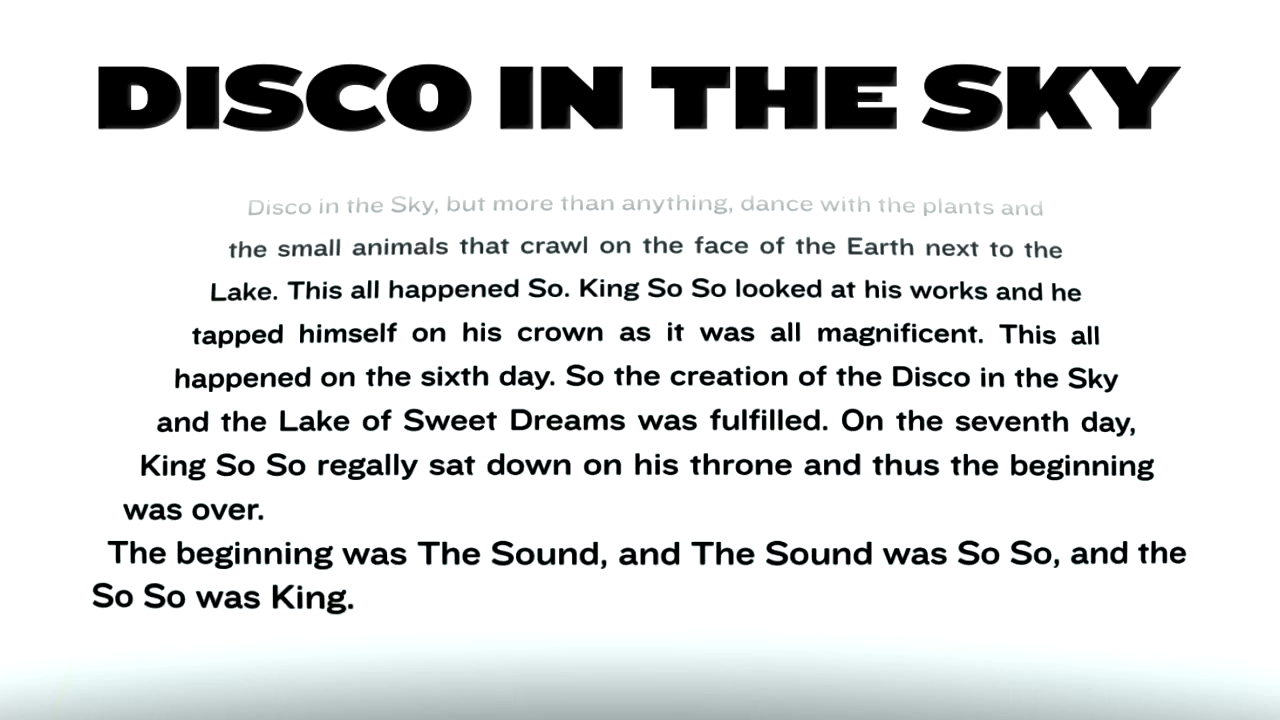 DISCO IN THE SKY
Disco in the Sky, but more than anything, dance with the plants and
the small animals that crawl on the face of the Earth next to the
Lake. This all happened So. King So So looked at his works and he
tapped himself on his crown as it was all magnificent. This all
happened on the sixth day. So the creation of the Disco in the Sky
and the Lake of Sweet Dreams was fulfilled. On the seventh day,
King So So regally sat down on his throne and thus the beginning
was over.
The beginning was The Sound, and The Sound was So So, and the
So So was King.